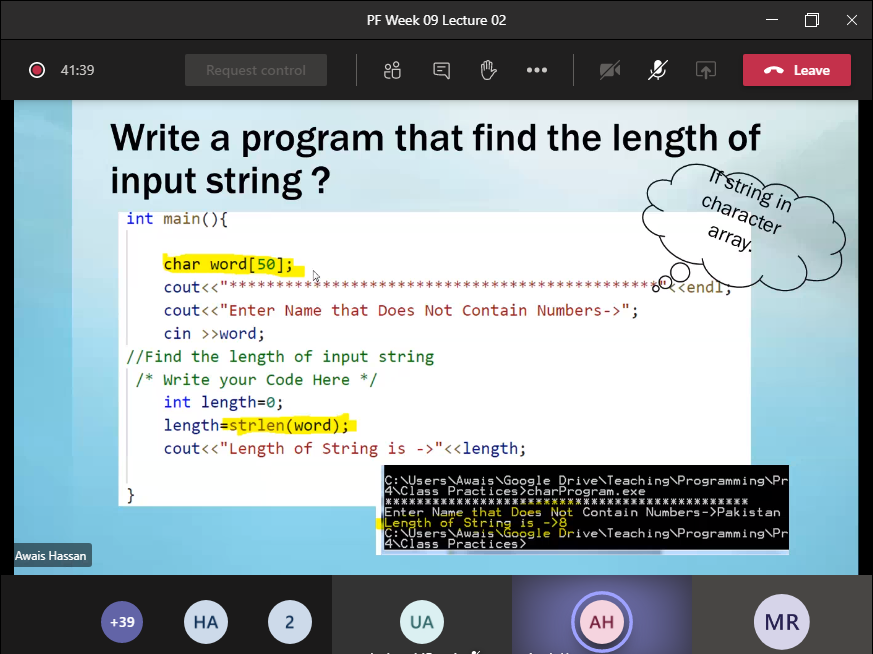 PF Week 09 Lecture 02
41:39
Request control
Leave
Write a program that find the length of
input string ?
If string in
character
array.
int main(){
char word[50];
cout<<"**********************************************"<<endl;
cout<<"Enter Name that Does Not Contain Numbers->";
cin >>word;
//Find the length of input string
/* Write your Code Here */
int length=0;
length=strlen(word);
cout<<"Length of String is ->"<<length;
}
C:\Users\Awais\Google Drive\Teaching\Programming\Pr
4\Class Practices>charProgram.exe
**********************************************
Enter Name that Does Not Contain Numbers->Pakistan
Length of String is ->8
C:\Users\Awais\Google Drive\Teaching\Programming\Pr
4\Class Practices>
Awais Hassan
+39
HA
2
UA
AH
MR